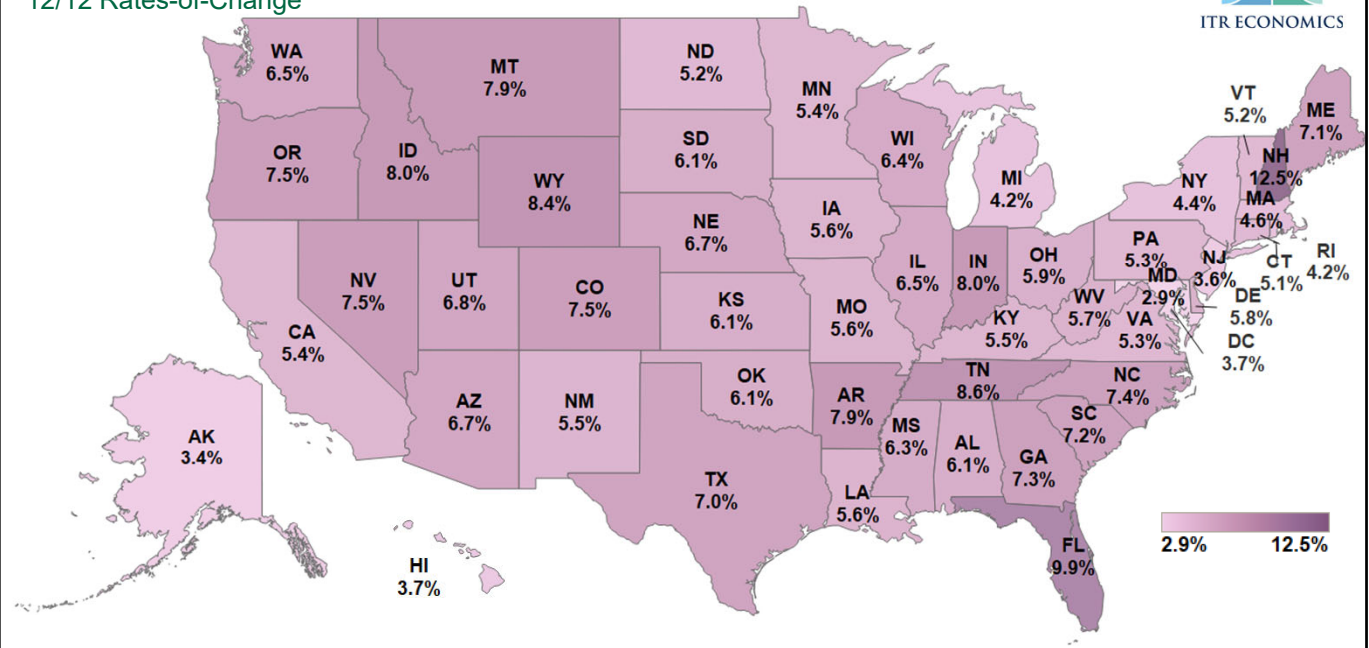 12/12 Rates-of-Change
ITR ECONOMICS
WA
6.5%
MT
7.9%
ND
5.2%
MN
5.4%
VT
5.2%
ME
7.1%
OR
7.5%
ID
8.0%
WY
8.4%
SD
6.1%
WI
6.4%
MI
4.2%
NY
4.4%
NH
12.5%
MA
4.6%
NE
6.7%
IA
5.6%
IL
6.5%
IN
8.0%
OH
5.9%
PA
5.3%
NJ
3.6%
CT
5.1%
RI
4.2%
NV
7.5%
UT
6.8%
CO
7.5%
KS
6.1%
MO
5.6%
KY
5.5%
WV
5.7%
MD
2.9%
VA
5.3%
DE
5.8%
DC
3.7%
CA
5.4%
AZ
6.7%
NM
5.5%
OK
6.1%
AR
7.9%
TN
8.6%
NC
7.4%
SC
7.2%
MS
6.3%
AL
6.1%
GA
7.3%
AK
3.4%
TX
7.0%
LA
5.6%
FL
9.9%
HI
3.7%
2.9% 12.5%